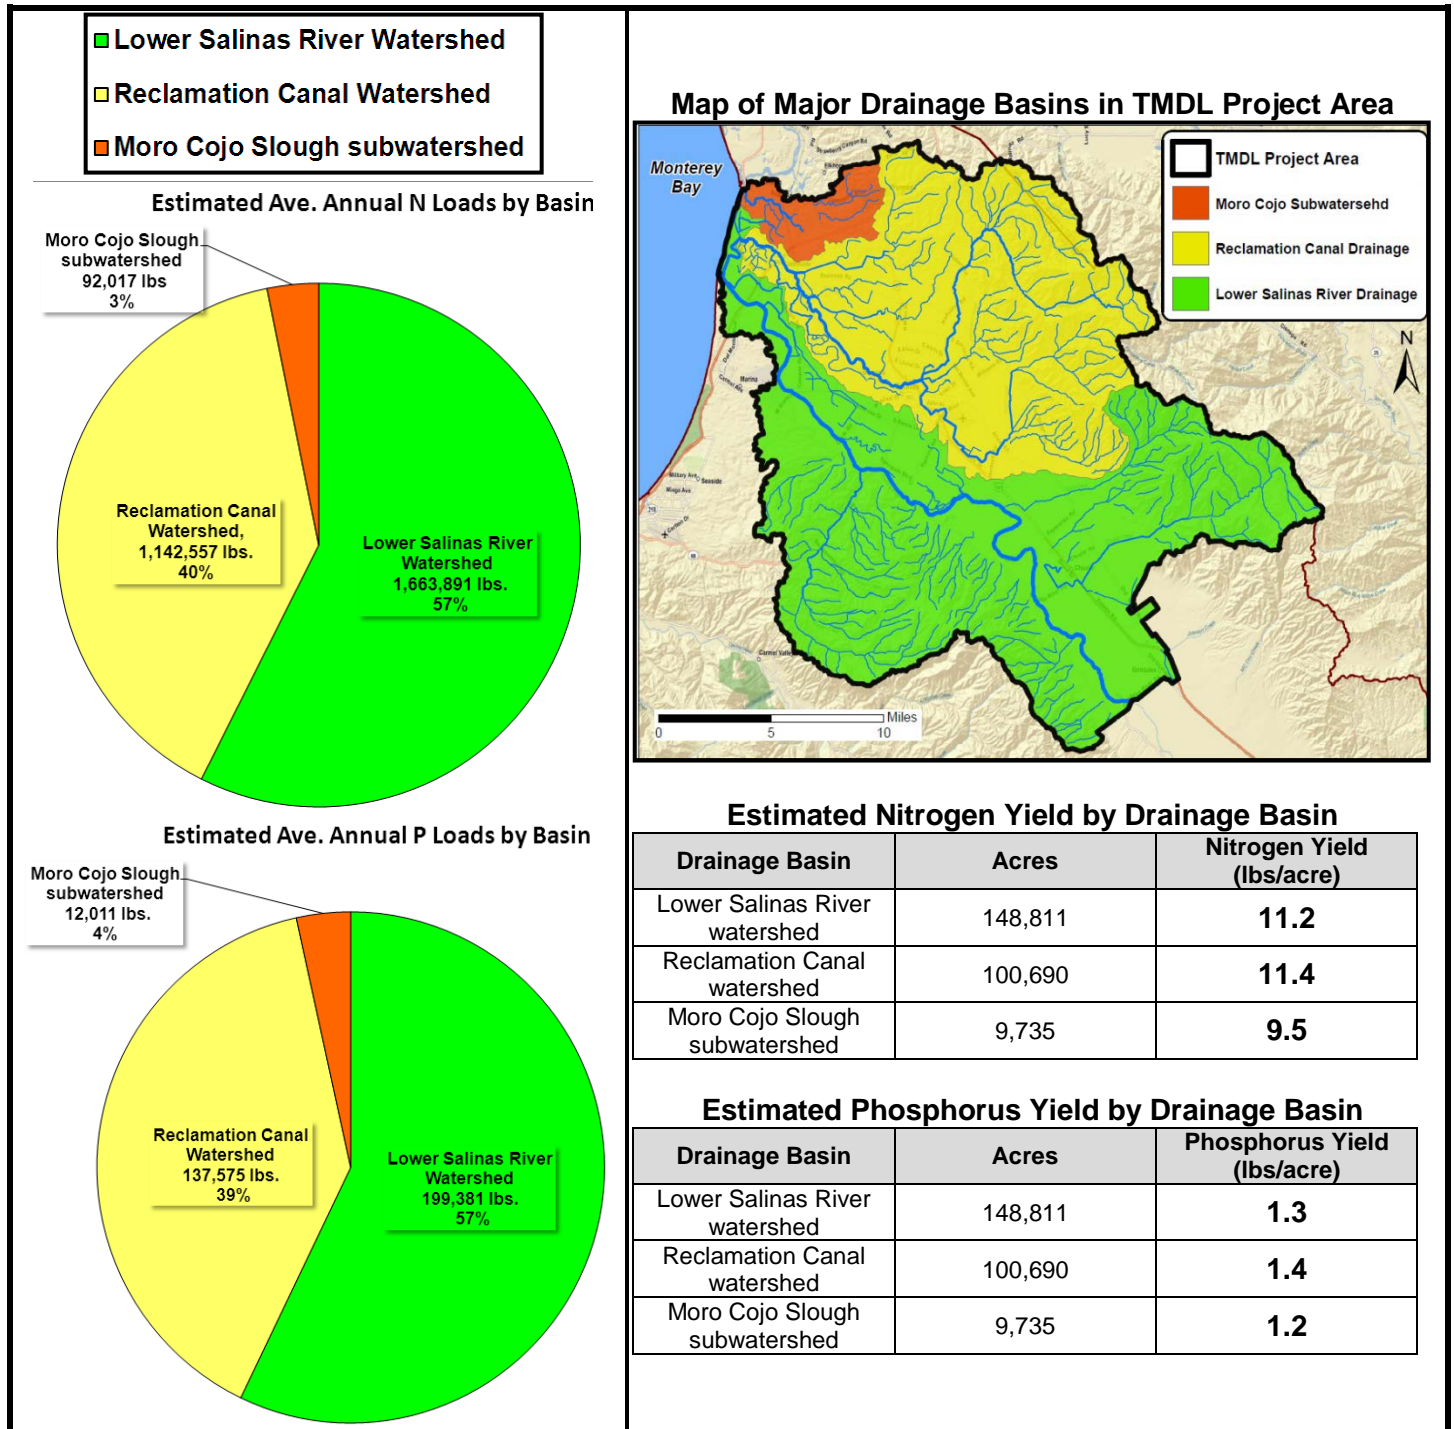 Lower Salinas River Watershed
Reclamation Canal Watershed
Moro Cojo Slough subwatershed
Estimated Ave. Annual N Loads by Basin
Moro Cojo Slough
subwatershed
92,017 lbs
3%
Reclamation Canal
Watershed,
1,142,557 lbs.
40%
Lower Salinas River
Watershed
1,663,891 lbs.
57%
Estimated Ave. Annual P Loads by Basin
Moro Cojo Slough
subwatershed
12,011 lbs.
4%
Reclamation Canal
Watershed
137,575 lbs.
39%
Lower Salinas River
Watershed
199,381 lbs.
57%
Map of Major Drainage Basins in TMDL Project Area
Monterey
Bay
TMDL Project Area
Moro Cojo Subwatersehd
Reclamation Canal Drainage
Lower Salinas River Drainage
N
Marina
Military Ave
Seaside
Carmel Valley
Miles
0 5 10
Estimated Nitrogen Yield by Drainage Basin
Drainage Basin Acres Nitrogen Yield
(lbs/acre)
Lower Salinas River
watershed 148,811 11.2
Reclamation Canal
watershed 100,690 11.4
Moro Cojo Slough
subwatershed 9,735 9.5
Estimated Phosphorus Yield by Drainage Basin
Drainage Basin Acres Phosphorus Yield
(lbs/acre)
Lower Salinas River
watershed 148,811 1.3
Reclamation Canal
watershed 100,690 1.4
Moro Cojo Slough
subwatershed 9,735 1.2